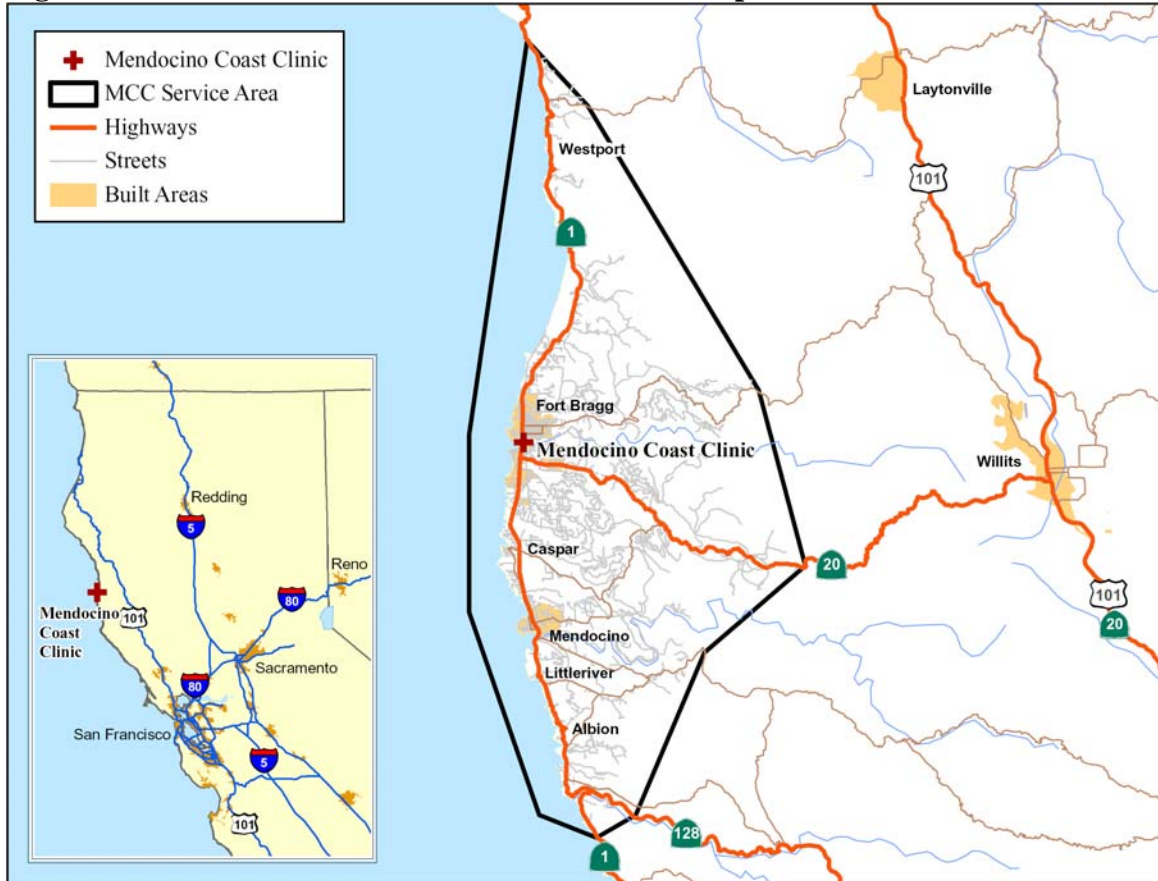 Mendocino Coast Clinic
MCC Service Area
Highways
Streets
Built Areas
Laytonville
Westport
101
1
Fort Bragg
Mendocino Coast Clinic
Willits
Caspar
20
101
20
Mendocino
Littleriver
Albion
128
1
Redding
5
Reno
80
Mendocino
Coast
Clinic
101
Sacramento
80
San Francisco
5
101